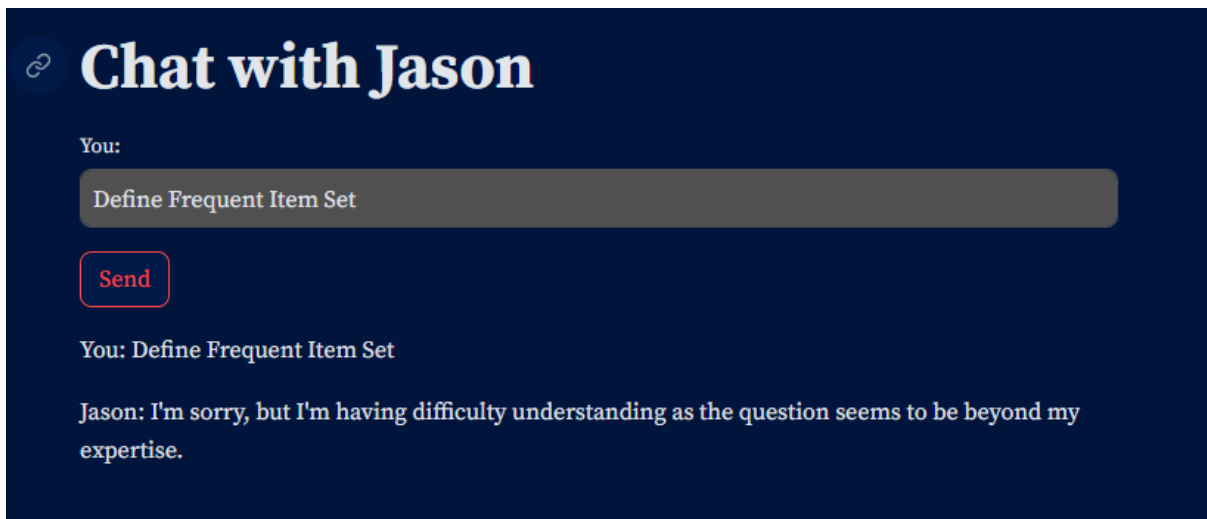 Chat with Jason
You:
Define Frequent Item Set
Send
You: Define Frequent Item Set
Jason: I'm sorry, but I'm having difficulty understanding as the question seems to be beyond my
expertise.